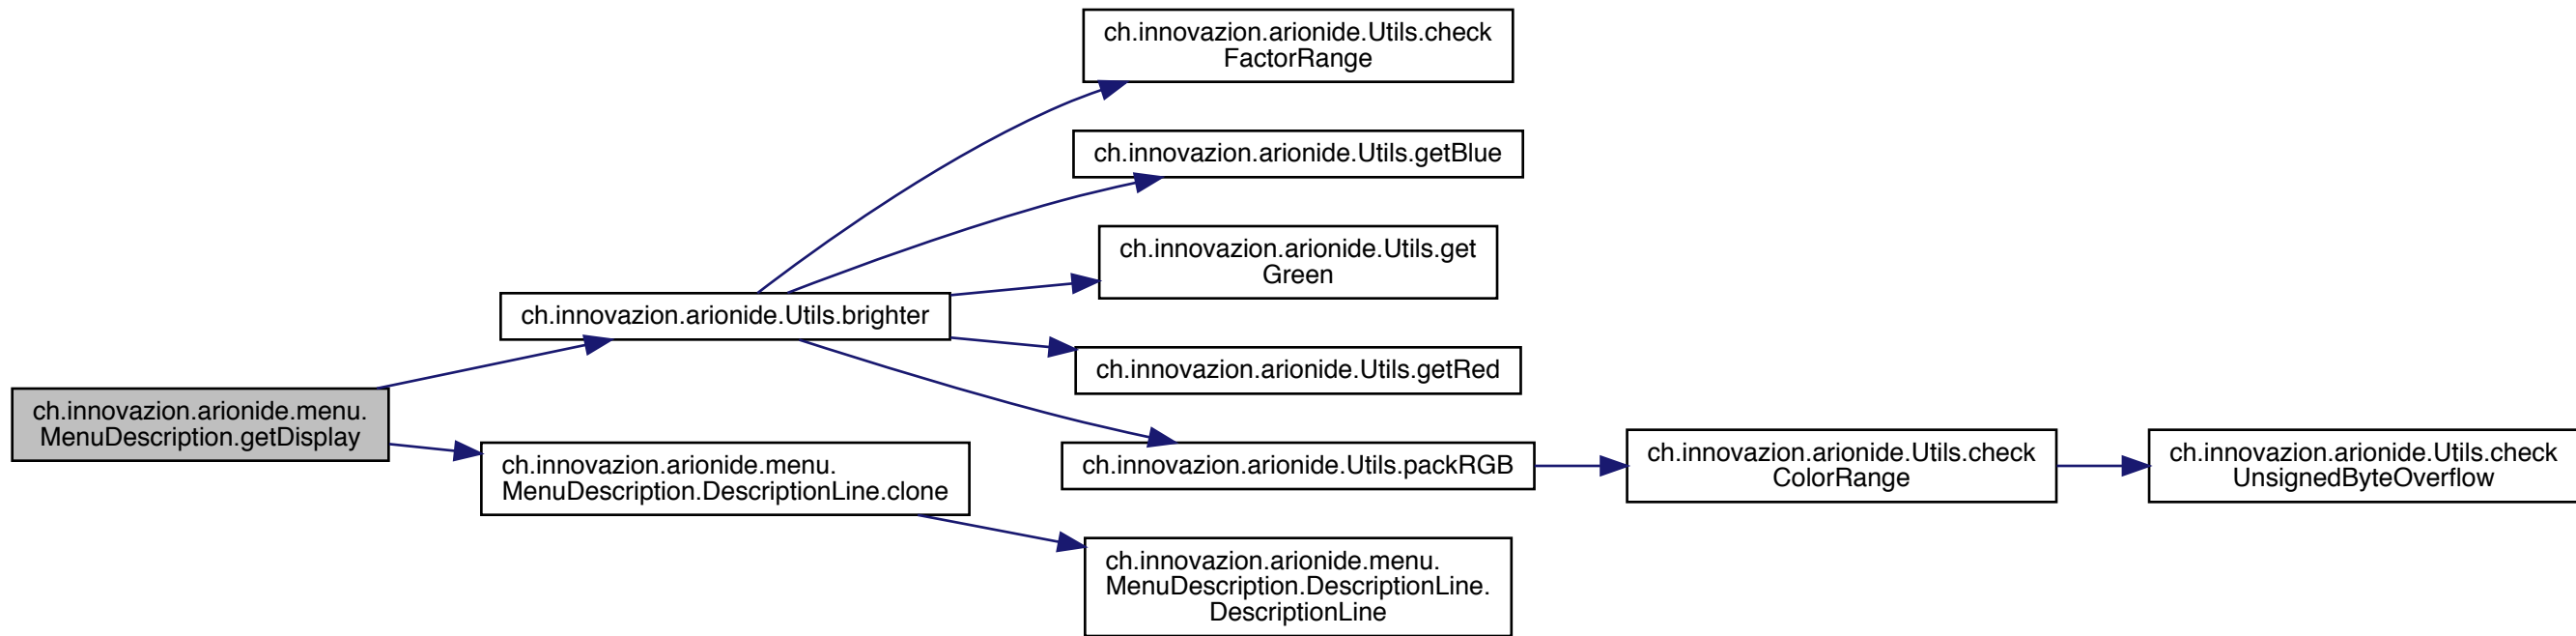 ch.innovazion.arionide.menu.
MenuDescription.getDisplay
ch.innovazion.arionide.Utils.brighter
ch.innovazion.arionide.menu.
MenuDescription.DescriptionLine.clone
ch.innovazion.arionide.Utils.check
FactorRange
ch.innovazion.arionide.Utils.getBlue
ch.innovazion.arionide.Utils.get
Green
ch.innovazion.arionide.Utils.getRed
ch.innovazion.arionide.Utils.packRGB
ch.innovazion.arionide.menu.
MenuDescription.DescriptionLine.
DescriptionLine
ch.innovazion.arionide.Utils.check
ColorRange
ch.innovazion.arionide.Utils.check
UnsignedByteOverflow